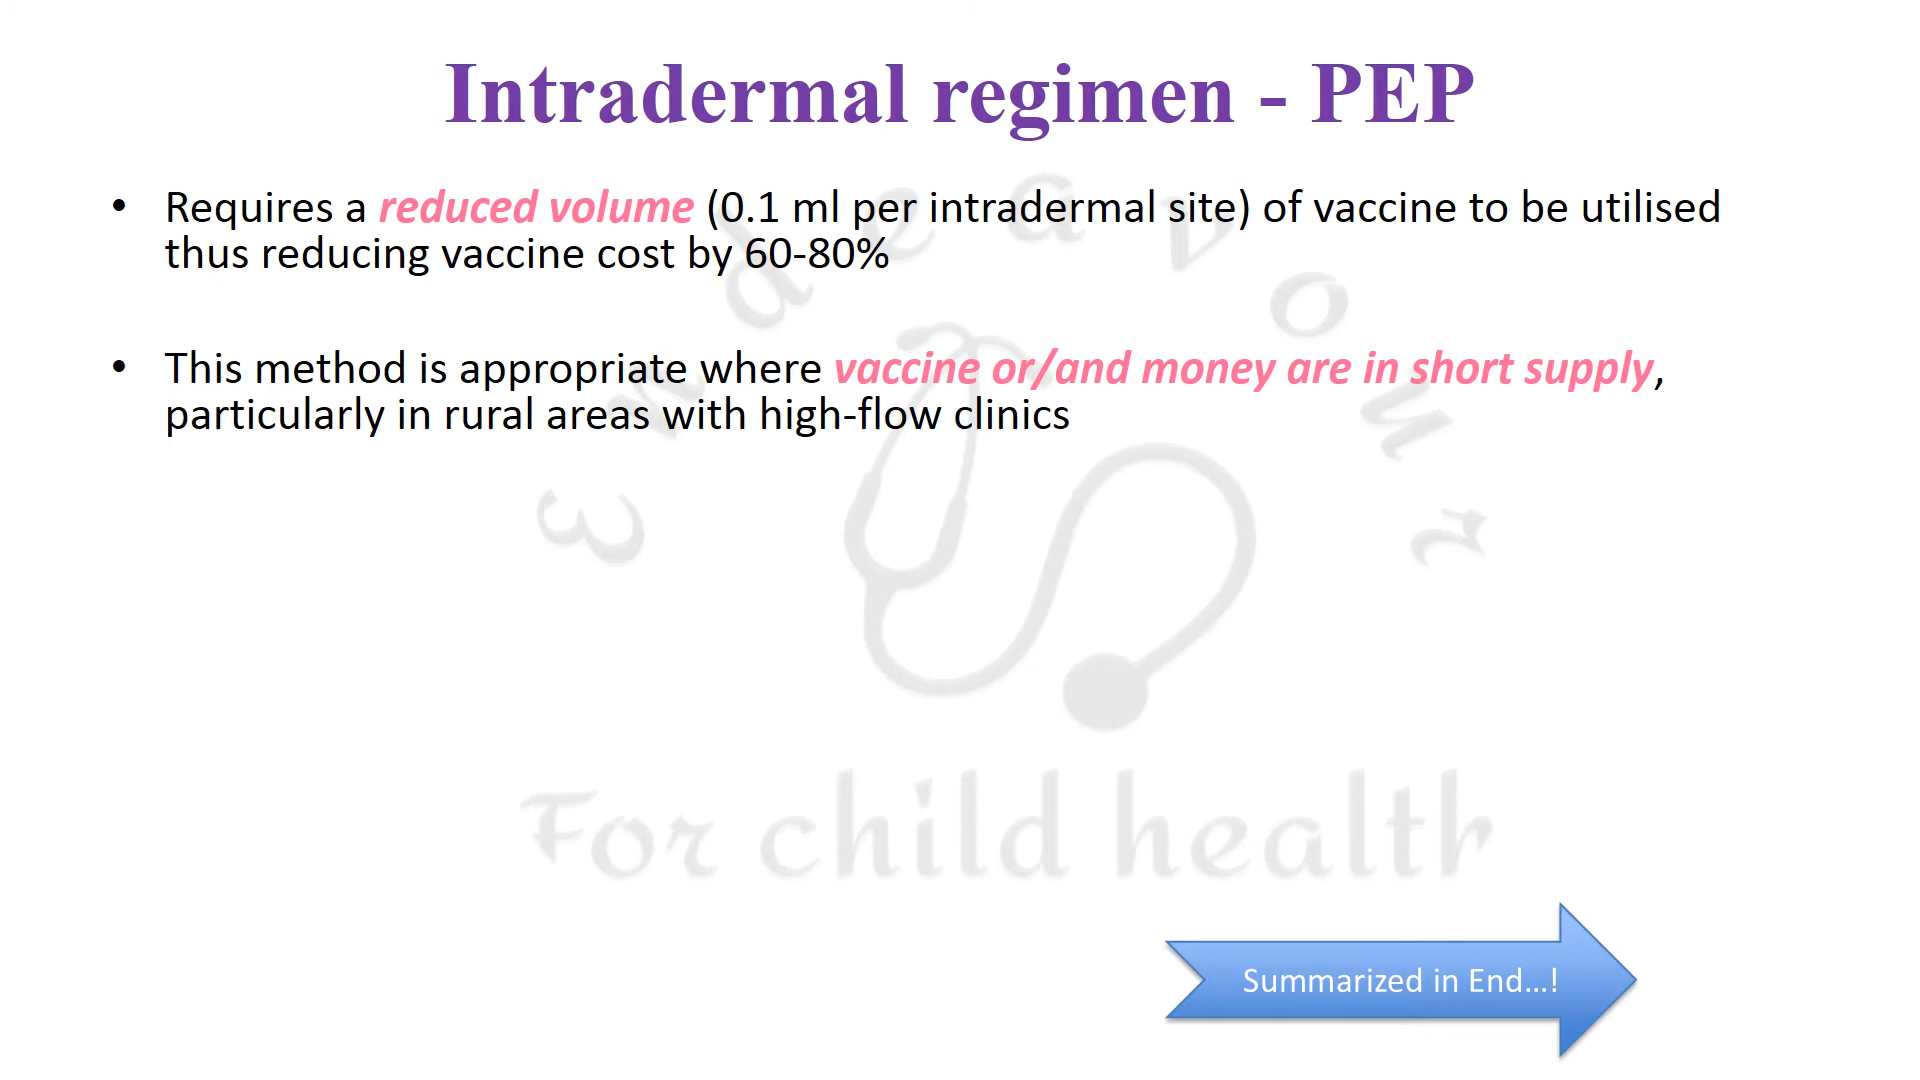 Intradermal regimen - PEP
• Requires a reduced volume (0.1 ml per intradermal site) of vaccine to be utilised
thus reducing vaccine cost by 60-80%
• This method is appropriate where vaccine or/and money are in short supply,
particularly in rural areas with high-flow clinics
Endeavour
For child health
Summarized in End...!